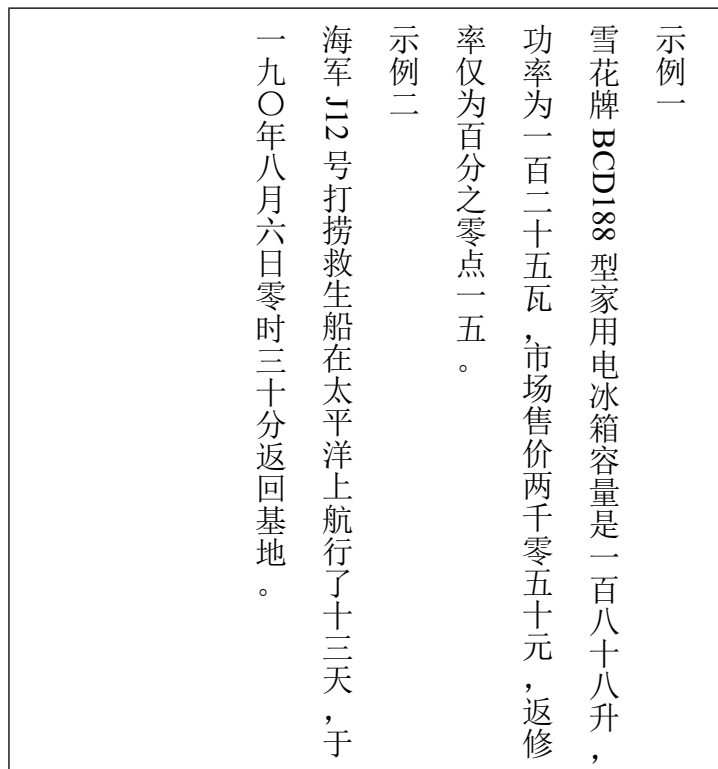 示例一
雪花牌 BCD188 型家用电冰箱容量是一百八十八升，
功率为一百二十五瓦，市场售价两千零五十元，返修
率仅为百分之零点一五。
示例二
海军 J12 号打捞救生船在太平洋上航行了十三天，于
一九〇年八月六日零时三十分返回基地。